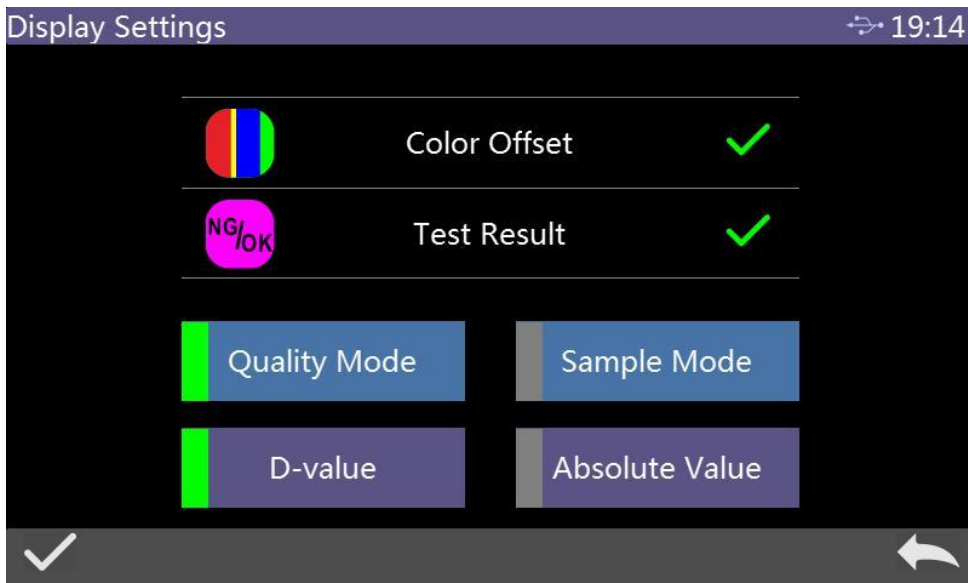 Display Settings 19:14
Color Offset
NG/OK
Test Result
Quality Mode Sample Mode
D-value Absolute Value